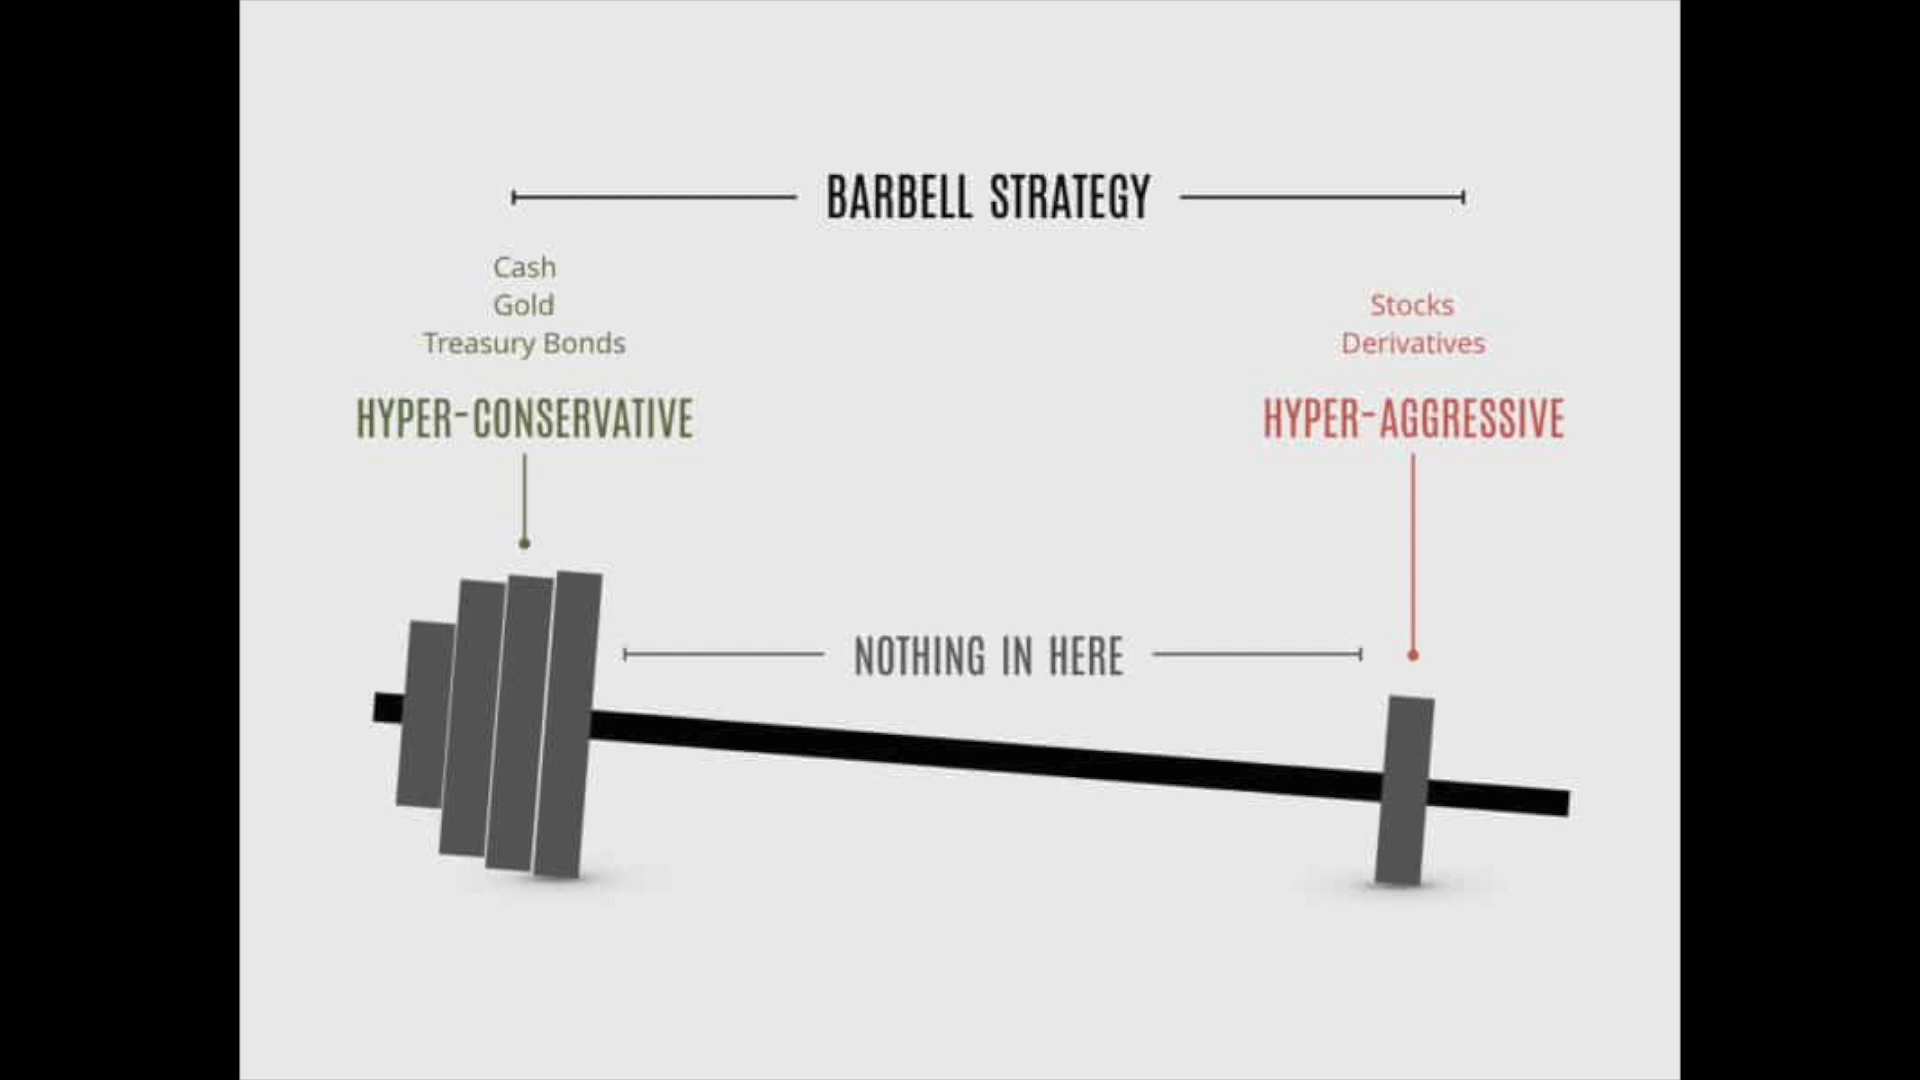 BARBELL STRATEGY
Cash
Gold
Treasury Bonds
HYPER-CONSERVATIVE
Stocks
Derivatives
HYPER-AGGRESSIVE
NOTHING IN HERE